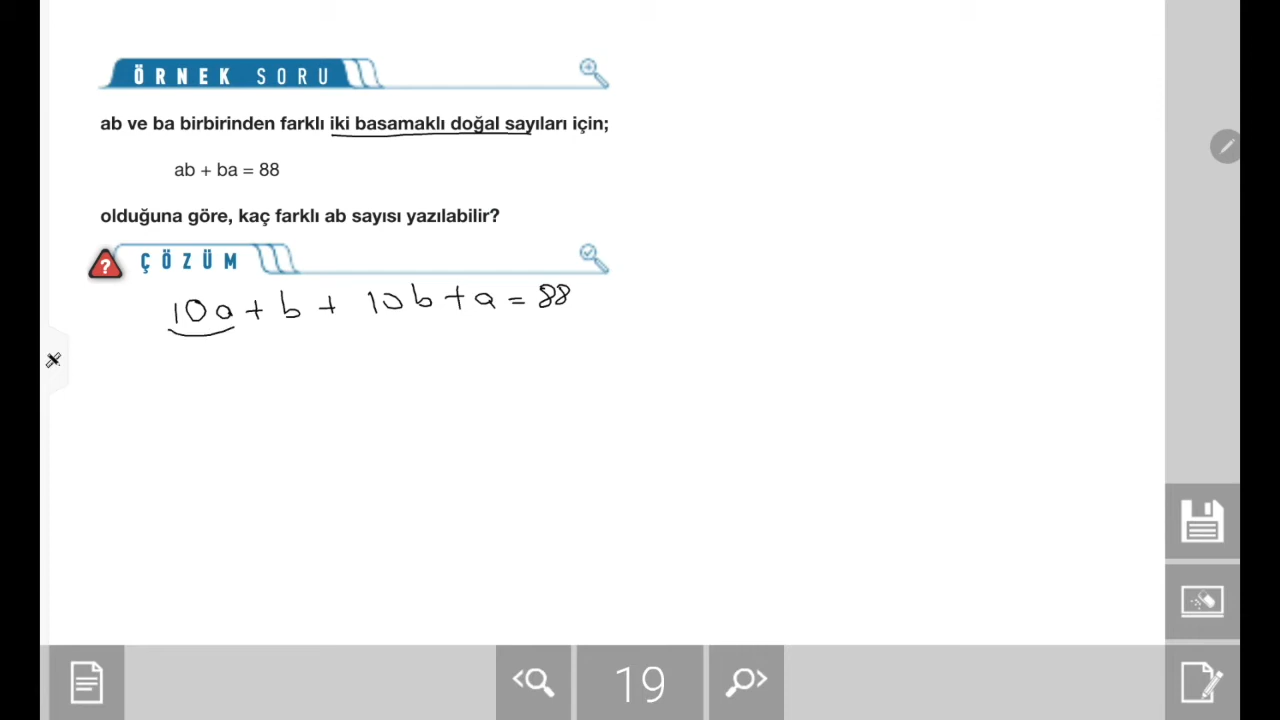 ÖRNEK SORU
ab ve ba birbirinden farklı iki basamaklı doğal sayıları için;
ab + ba = 88
olduğuna göre, kaç farklı ab sayısı yazılabilir?
? ÇÖZÜM
10a + b + 10b + a = 88
19